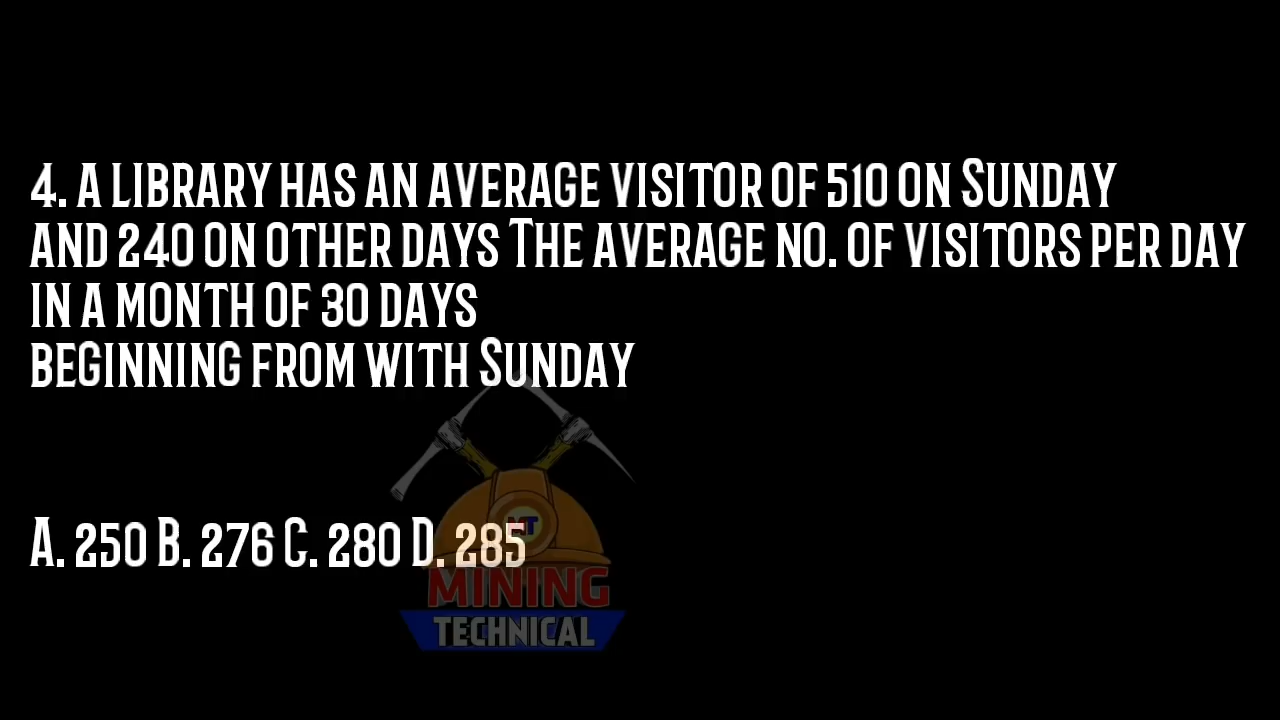 4. A LIBRARY HAS AN AVERAGE VISITOR OF 510 ON SUNDAY
AND 240 ON OTHER DAYS THE AVERAGE NO. OF VISITORS PER DAY
IN A MONTH OF 30 DAYS
BEGINNING FROM WITH SUNDAY
A. 250 B. 276 C. 280 D. 285
MT
MINING
TECHNICAL